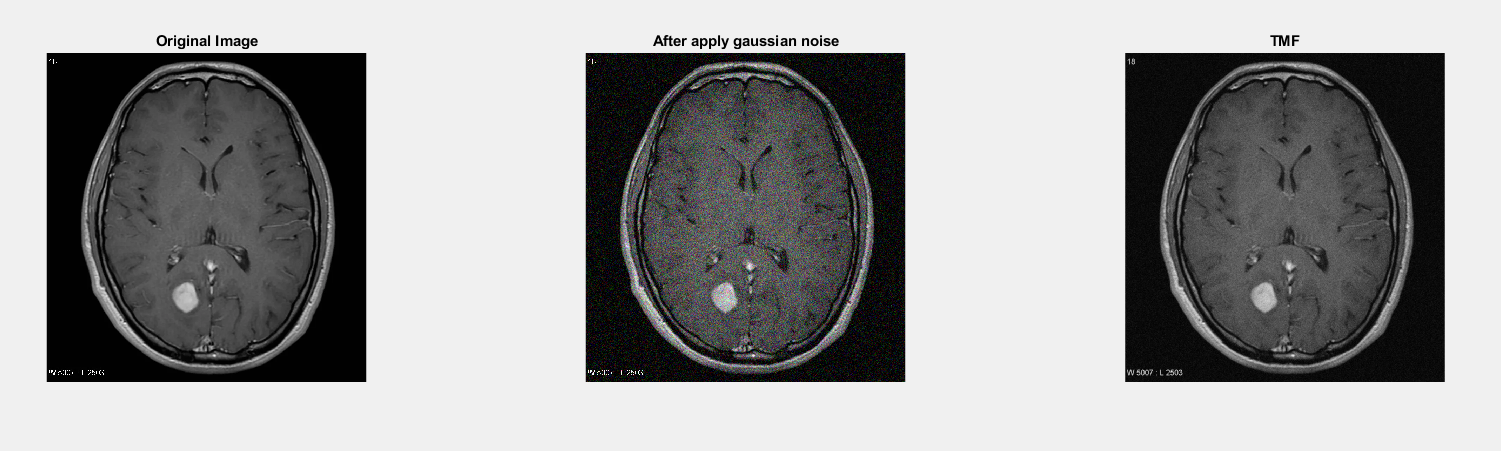 Original Image
After apply gaussian noise
TMF
18
W 5007 : L 2503